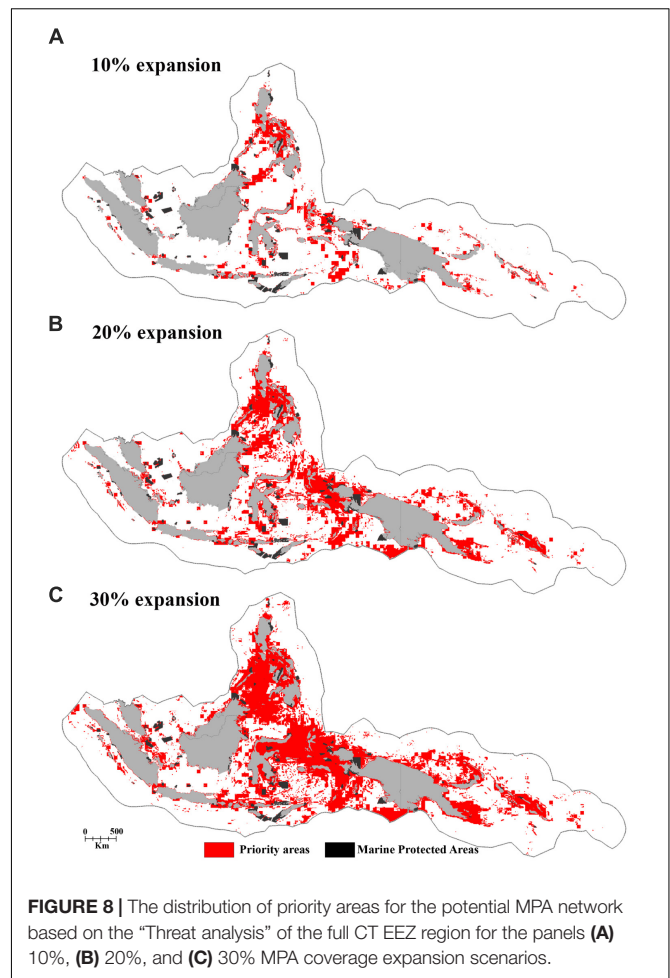 A
10% expansion
B
20% expansion
C
30% expansion
0 500
Km
Priority areas
Marine Protected Areas
FIGURE 8 | The distribution of priority areas for the potential MPA network
based on the “Threat analysis” of the full CT EEZ region for the panels (A)
10%, (B) 20%, and (C) 30% MPA coverage expansion scenarios.